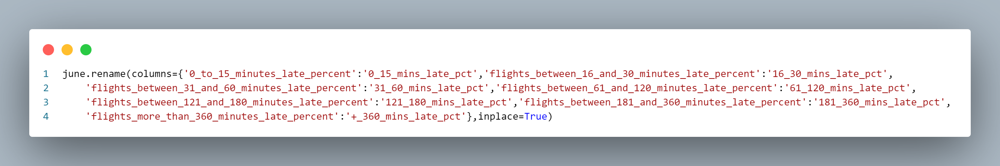 1 june.rename(columns={'0_to_15_minutes_late_percent':'0_15_mins_late_pct','flights_between_16_and_30_minutes_late_percent':'16_30_mins_late_pct',
2 'flights_between_31_and_60_minutes_late_percent':'31_60_mins_late_pct','flights_between_61_and_120_minutes_late_percent':'61_120_mins_late_pct',
3 'flights_between_121_and_180_minutes_late_percent':'121_180_mins_late_pct','flights_between_181_and_360_minutes_late_percent':'181_360_mins_late_pct',
4 'flights_more_than_360_minutes_late_percent':'+_360_mins_late_pct'},inplace=True)